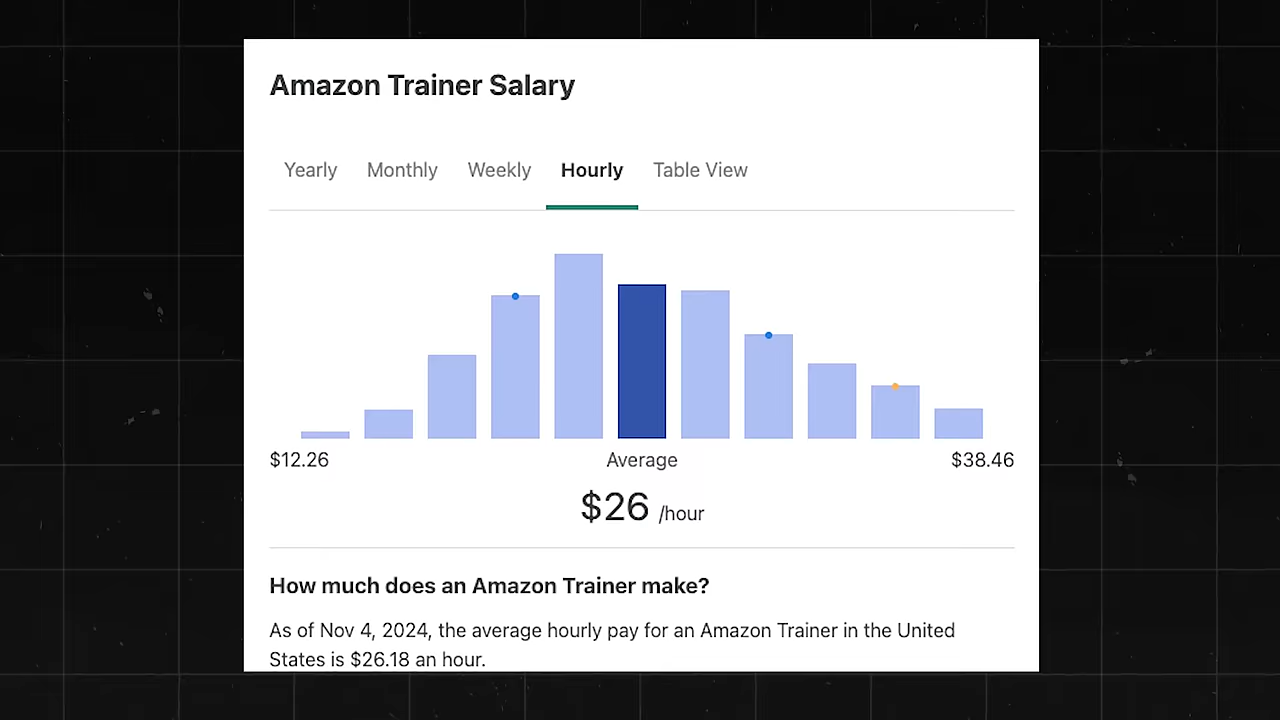 Amazon Trainer Salary
Yearly Monthly Weekly Hourly Table View
$12.26 Average $38.46
$26 /hour
How much does an Amazon Trainer make?
As of Nov 4, 2024, the average hourly pay for an Amazon Trainer in the United
States is $26.18 an hour.